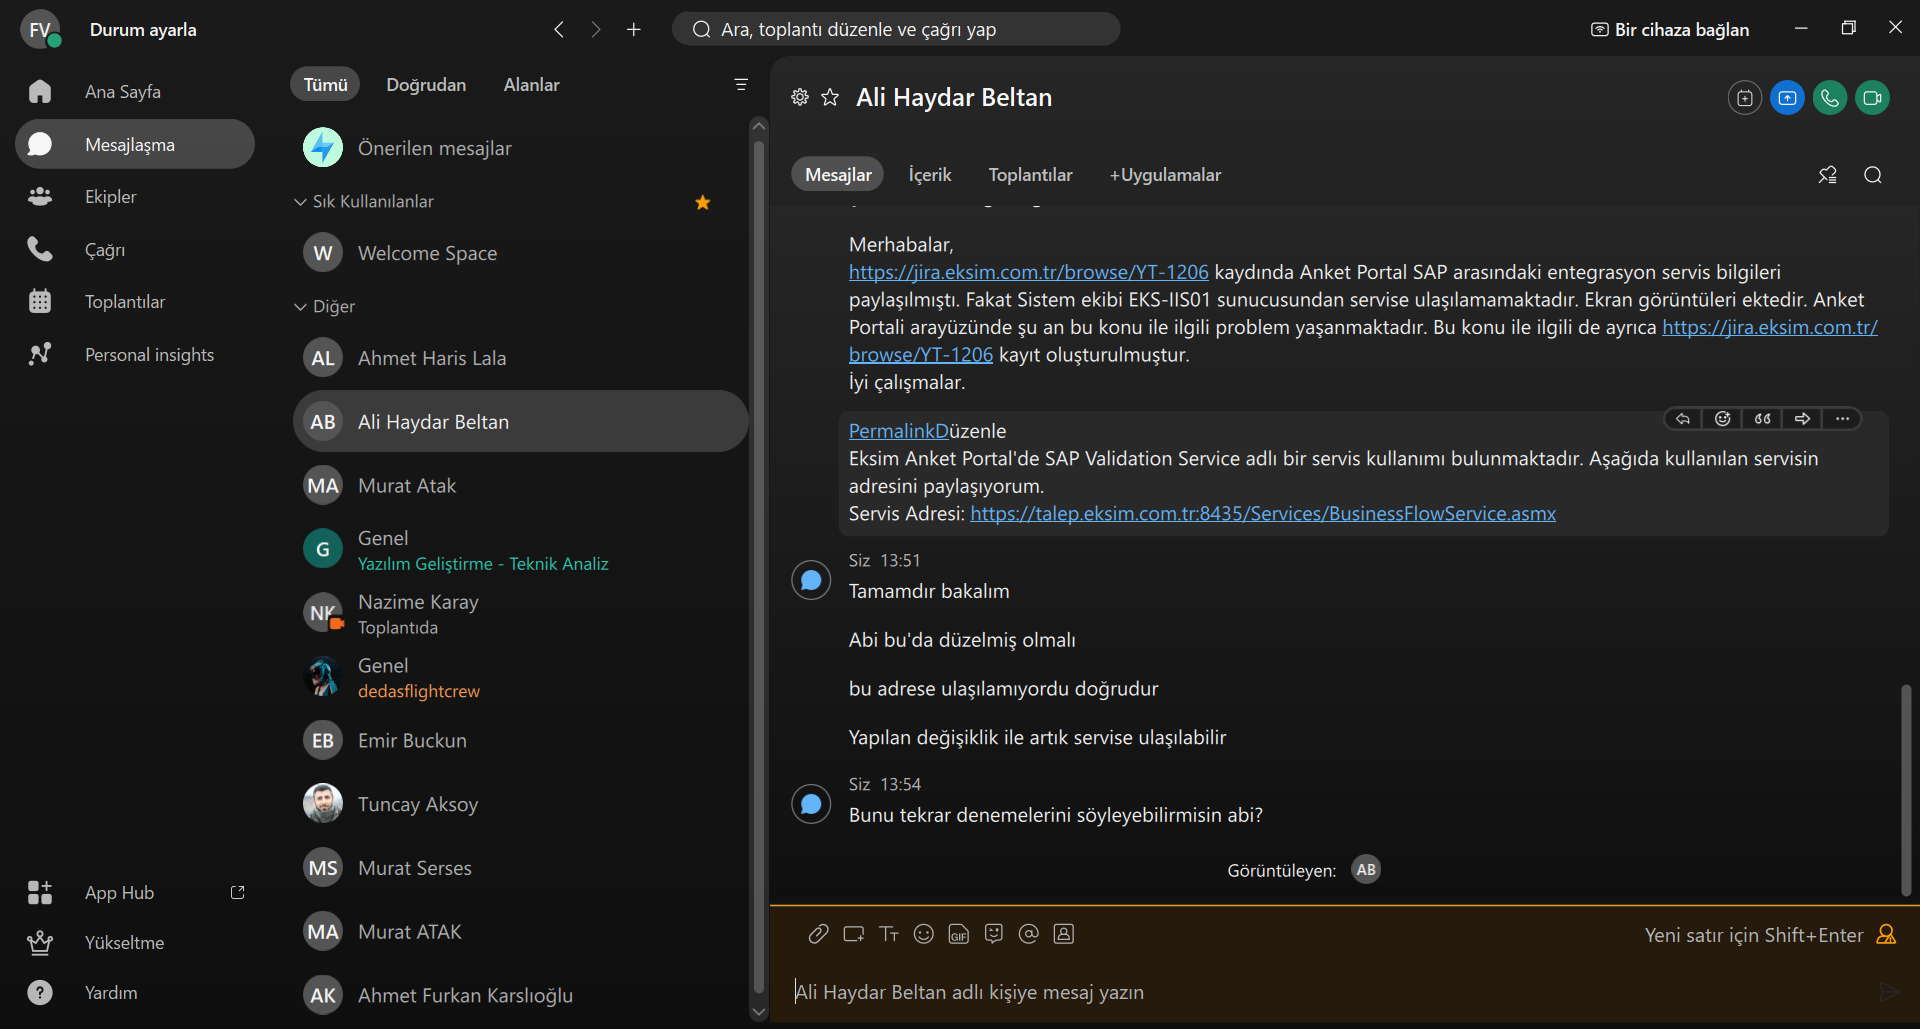 FV
Durum ayarla
Ara, toplantı düzenle ve çağrı yap
Bir cihaza bağlan
Ana Sayfa
Mesajlaşma
Ekipler
Çağrı
Toplantılar
Personal insights
App Hub
Yükseltme
? Yardım
Tümü
Doğrudan
Alanlar
Önerilen mesajlar
Sık Kullanılanlar
W Welcome Space
Diğer
AL Ahmet Haris Lala
AB Ali Haydar Beltan
MA Murat Atak
G Genel
Yazılım Geliştirme - Teknik Analiz
NK Nazime Karay
Toplantıda
Genel
dedasflightcrew
EB Emir Buckun
Tuncay Aksoy
MS Murat Serses
MA Murat ATAK
AK Ahmet Furkan Karslıoğlu
Ali Haydar Beltan
Mesajlar
İçerik
Toplantılar
+Uygulamalar
Merhabalar,
https://jira.eksim.com.tr/browse/YT-1206 kaydında Anket Portal SAP arasındaki entegrasyon servis bilgileri
paylaşılmıştı. Fakat Sistem ekibi EKS-IIS01 sunucusundan servise ulaşılamamaktadır. Ekran görüntüleri ektedir. Anket
Portali arayüzünde şu an bu konu ile ilgili problem yaşanmaktadır. Bu konu ile ilgili de ayrıca https://jira.eksim.com.tr/
browse/YT-1206 kayıt oluşturulmuştur.
İyi çalışmalar.
PermalinkDüzenle
Eksim Anket Portal'de SAP Validation Service adlı bir servis kullanımı bulunmaktadır. Aşağıda kullanılan servisin
adresini paylaşıyorum.
Servis Adresi: https://talep.eksim.com.tr:8435/Services/BusinessFlowService.asmx
Siz 13:51
Tamamdır bakalım
Abi bu'da düzelmiş olmalı
bu adrese ulaşılamıyordu doğrudur
Yapılan değişiklik ile artık servise ulaşılabilir
Siz 13:54
Bunu tekrar denemelerini söyleyebilirmisin abi?
Görüntüleyen: AB
GIF
Yeni satır için Shift+Enter
Ali Haydar Beltan adlı kişiye mesaj yazın